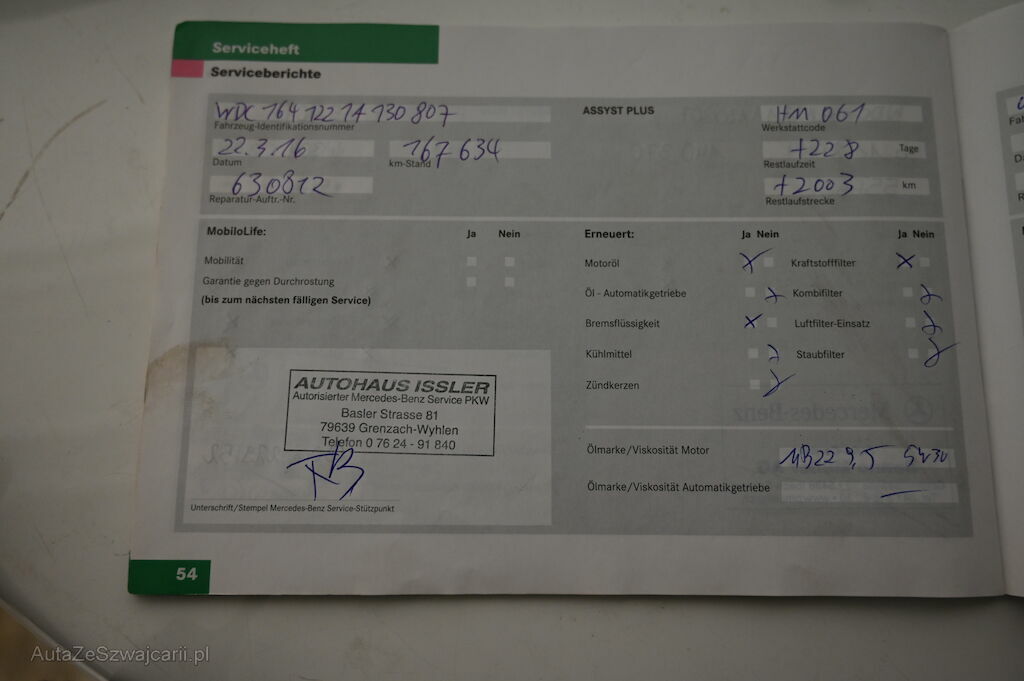 Serviceheft
Serviceberichte
WDC 164 122 1A 130 807
Fahrzeug-Identifikationsnummer
ASSYST PLUS
HM 061
Werkstattcode
22.3.16
Datum
167 634
km-Stand
+228 Tage
Restlaufzeit
630812
Reparatur-Auftr.-Nr.
+2003 km
Restlaufstrecke
MobiloLife: Ja Nein
Mobilität
Garantie gegen Durchrostung
(bis zum nächsten fälligen Service)
Erneuert: Ja Nein Ja Nein
Motoröl X Kraftstofffilter X
Öl - Automatikgetriebe X Kombifilter X
Bremsflüssigkeit X Luftfilter-Einsatz X
Kühlmittel X Staubfilter X
Zündkerzen X
AUTOHAUS ISSLER
Autorisierter Mercedes-Benz Service PKW
Basler Strasse 81
79639 Grenzach-Wyhlen
Telefon 0 76 24 - 91 840
Unterschrift/Stempel Mercedes-Benz Service-Stützpunkt
Ölmarke/Viskosität Motor MB229,5 5W30
Ölmarke/Viskosität Automatikgetriebe —
54
AutaZeSzwajcarii.pl